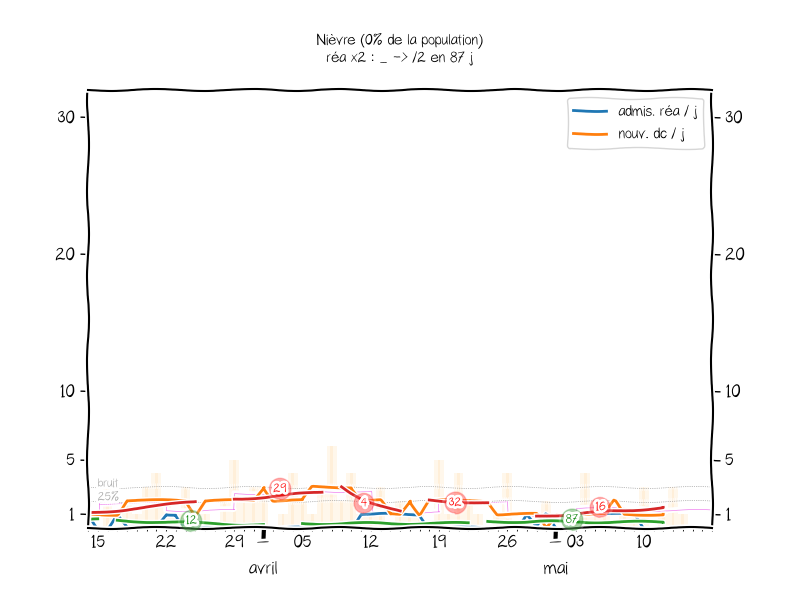 Nièvre (0% de la population)
réa x2 : _ -> /2 en 87 j
admis. réa / j
nouv. dc / j
30
30
20
20
10
10
5
5
bruit
25%
1
1
29
4
32
16
12
87
15 22 29 1 05 12 19 26 1 03 10
avril mai